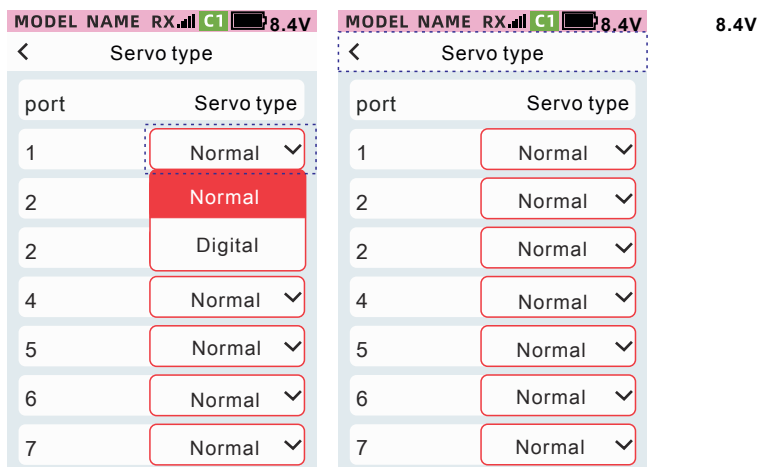 MODEL NAME RX C1 8.4V
Servo type
port Servo type
1 Normal
Normal
2
Digital
2
4 Normal
5 Normal
6 Normal
7 Normal
MODEL NAME RX C1 8.4V
Servo type
port Servo type
1 Normal
2 Normal
2 Normal
4 Normal
5 Normal
6 Normal
7 Normal
8.4V